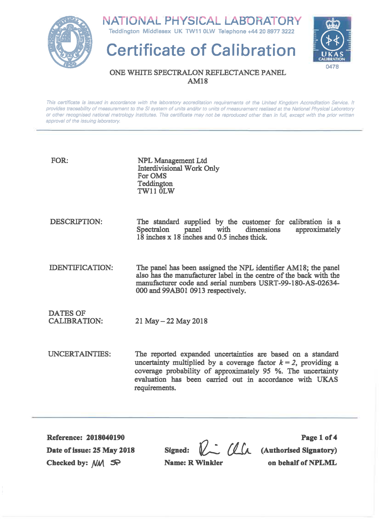 NATIONAL PHYSICAL LABORATORY
Teddington Middlesex UK TW11 0LW Telephone +44 20 8977 3222
Certificate of Calibration
UKAS
CALIBRATION
0478
ONE WHITE SPECTRALON REFLECTANCE PANEL
AM18
This certificate is issued in accordance with the laboratory accreditation requirements of the United Kingdom Accreditation Service. It
provides traceability of measurement to the SI system of units and/or to units of measurement realised at the National Physical Laboratory
or other recognised national metrology institutes. This certificate may not be reproduced other than in full, except with the prior written
approval of the issuing laboratory.
FOR: NPL Management Ltd
Interdivisional Work Only
For OMS
Teddington
TW11 0LW
DESCRIPTION: The standard supplied by the customer for calibration is a
Spectralon panel with dimensions approximately
18 inches x 18 inches and 0.5 inches thick.
IDENTIFICATION: The panel has been assigned the NPL identifier AM18; the panel
also has the manufacturer label in the centre of the back with the
manufacturer code and serial numbers USRT-99-180-AS-02634-
000 and 99AB01 0913 respectively.
DATES OF
CALIBRATION: 21 May – 22 May 2018
UNCERTAINTIES: The reported expanded uncertainties are based on a standard
uncertainty multiplied by a coverage factor k = 2, providing a
coverage probability of approximately 95 %. The uncertainty
evaluation has been carried out in accordance with UKAS
requirements.
Reference: 2018040190 Page 1 of 4
Date of issue: 25 May 2018 Signed: (Authorised Signatory)
Checked by: NM SP Name: R Winkler on behalf of NPLML